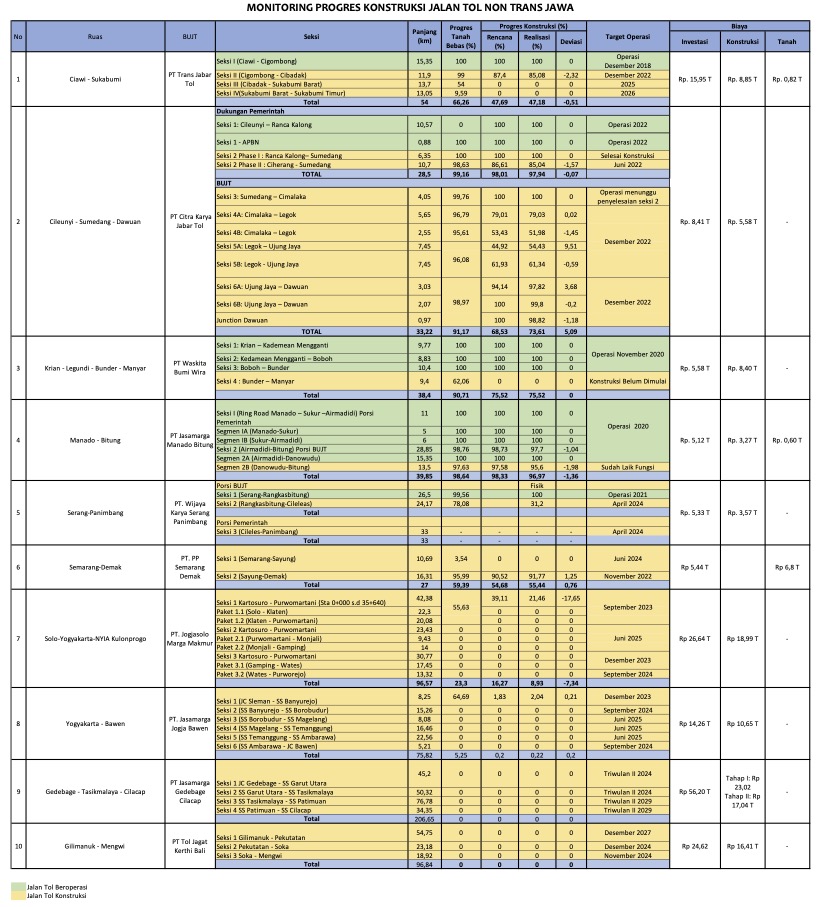 MONITORING PROGRES KONSTRUKSI JALAN TOL NON TRANS JAWA
No Ruas BUJT Seksi Panjang (km) Progres Tanah Bebas (%) Progres Konstruksi (%) Target Operasi Biaya
Rencana (%) Realisasi (%) Deviasi Investasi Konstruksi Tanah
1 Ciawi - Sukabumi PT Trans Jabar Tol Rp. 15,95 T Rp. 8,85 T Rp. 0,82 T
Seksi I (Ciawi - Cigombong) 15,35 100 100 100 0 Operasi Desember 2018
Seksi II (Cigombong - Cibadak) 11,9 99 87,4 85,08 -2,32 Desember 2022
Seksi III (Cibadak - Sukabumi Barat) 13,7 54 0 0 0 2025
Seksi IV(Sukabumi Barat - Sukabumi Timur) 13,05 9,59 0 0 0 2026
Total 54 66,26 47,69 47,18 -0,51
2 Cileunyi - Sumedang - Dawuan PT Citra Karya Jabar Tol Rp. 8,41 T Rp. 5,58 T -
Dukungan Pemerintah
Seksi 1: Cileunyi – Ranca Kalong 10,57 0 100 100 0 Operasi 2022
Seksi 1 - APBN 0,88 100 100 100 0 Operasi 2022
Seksi 2 Phase I : Ranca Kalong– Sumedang 6,35 100 100 100 0 Selesai Konstruksi
Seksi 2 Phase II : Ciherang - Sumedang 10,7 98,63 86,61 85,04 -1,57 Juni 2022
TOTAL 28,5 99,16 98,01 97,94 -0,07
BUJT
Seksi 3: Sumedang – Cimalaka 4,05 99,76 100 100 0 Operasi menunggu penyelesaian seksi 2
Seksi 4A: Cimalaka – Legok 5,65 96,79 79,01 79,03 0,02 Desember 2022
Seksi 4B: Cimalaka – Legok 2,55 95,61 53,43 51,98 -1,45
Seksi 5A: Legok - Ujung Jaya 7,45 96,08 44,92 54,43 9,51
Seksi 5B: Legok - Ujung Jaya 7,45 61,93 61,34 -0,59
Seksi 6A: Ujung Jaya – Dawuan 3,03 98,97 94,14 97,82 3,68 Desember 2022
Seksi 6B: Ujung Jaya – Dawuan 2,07 100 99,8 -0,2
Junction Dawuan 0,97 100 98,82 -1,18
TOTAL 33,22 91,17 68,53 73,61 5,09
3 Krian - Legundi - Bunder - Manyar PT Waskita Bumi Wira Rp. 5,58 T Rp. 8,40 T -
Seksi 1: Krian – Kademean Mengganti 9,77 100 100 100 0 Operasi November 2020
Seksi 2: Kedamean Mengganti – Boboh 8,83 100 100 100 0
Seksi 3: Boboh – Bunder 10,4 100 100 100 0
Seksi 4 : Bunder – Manyar 9,4 62,06 0 0 0 Konstruksi Belum Dimulai
Total 38,4 90,71 75,52 75,52 0
4 Manado - Bitung PT Jasamarga Manado Bitung Rp. 5,12 T Rp. 3,27 T Rp. 0,60 T
Seksi I (Ring Road Manado – Sukur –Airmadidi) Porsi Pemerintah 11 100 100 100 0 Operasi 2020
Segmen IA (Manado-Sukur) 5 100 100 100 0
Segmen IB (Sukur-Airmadidi) 6 100 100 100 0
Seksi 2 (Airmadidi-Bitung) Porsi BUJT 28,85 98,76 98,73 97,7 -1,04
Segmen 2A (Airmadidi-Danowudu) 15,35 100 100 100 0
Segmen 2B (Danowudu-Bitung) 13,5 97,63 97,58 95,6 -1,98 Sudah Laik Fungsi
Total 39,85 98,64 98,33 96,97 -1,36
5 Serang-Panimbang PT. Wijaya Karya Serang Panimbang Rp. 5,33 T Rp. 3,57 T -
Porsi BUJT Fisik
Seksi 1 (Serang-Rangkasbitung) 26,5 99,56 100 Operasi 2021
Seksi 2 (Rangkasbitung-Cileleas) 24,17 78,08 31,2 April 2024
Total
Porsi Pemerintah
Seksi 3 (Cileles-Panimbang) 33 - - - - April 2024
Total 33 - - - -
6 Semarang-Demak PT. PP Semarang Demak Rp 5,44 T Rp 6,8 T
Seksi 1 (Semarang-Sayung) 10,69 3,54 0 0 0 Juni 2024
Seksi 2 (Sayung-Demak) 16,31 95,99 90,52 91,77 1,25 November 2022
Total 27 59,39 54,68 55,44 0,76
7 Solo-Yogyakarta-NYIA Kulonprogo PT. Jogjasolo Marga Makmur Rp 26,64 T Rp 18,99 T -
Seksi 1 Kartosuro - Purwomartani (Sta 0+000 s.d 35+640) 42,38 55,63 39,11 21,46 -17,65 September 2023
Paket 1.1 (Solo - Klaten) 22,3 0 0 0
Paket 1.2 (Klaten - Purwomartani) 20,08 0 0 0
Seksi 2 Kartosuro - Purwomartani 23,43 0 0 0 0 Juni 2025
Paket 2.1 (Purwomartani - Monjali) 9,43 0 0 0 0
Paket 2.2 (Monjali - Gamping) 14 0 0 0 0
Seksi 3 Kartosuro - Purwomartani 30,77 0 0 0 0 Desember 2023
Paket 3.1 (Gamping - Wates) 17,45 0 0 0 0
Paket 3.2 (Wates - Purworejo) 13,32 0 0 0 0 September 2024
Total 96,57 23,3 16,27 8,93 -7,34
8 Yogyakarta - Bawen PT. Jasamarga Jogja Bawen Rp 14,26 T Rp 10,65 T -
Seksi 1 (JC Sleman - SS Banyurejo) 8,25 64,69 1,83 2,04 0,21 Desember 2023
Seksi 2 (SS Banyurejo - SS Borobudur) 15,26 0 0 0 0 September 2024
Seksi 3 (SS Borobudur - SS Magelang) 8,08 0 0 0 0 Juni 2025
Seksi 4 (SS Magelang - SS Temanggung) 16,46 0 0 0 0 Juni 2025
Seksi 5 (SS Temanggung - SS Ambarawa) 22,56 0 0 0 0 Juni 2025
Seksi 6 (SS Ambarawa - JC Bawen) 5,21 0 0 0 0 September 2024
Total 75,82 5,25 0,2 0,22 0,2
9 Gedebage - Tasikmalaya - Cilacap PT Jasamarga Gedebage Cilacap Rp 56,20 T Tahap I: Rp 23,02 Tahap II: Rp 17,04 T -
Seksi 1 JC Gedebage - SS Garut Utara 45,2 0 0 0 0 Triwulan II 2024
Seksi 2 SS Garut Utara - SS Tasikmalaya 50,32 0 0 0 0 Triwulan II 2024
Seksi 3 SS Tasikmalaya - SS Patimuan 76,78 0 0 0 0 Triwulan II 2029
Seksi 4 SS Patimuan - SS Cilacap 34,35 0 0 0 0 Triwulan II 2029
Total 206,65 0 0 0 0
10 Gilimanuk - Mengwi PT Tol Jagat Kerthi Bali Rp 24,62 Rp 16,41 T -
Seksi 1 Gilimanuk - Pekutatan 54,75 0 0 0 0 Desember 2027
Seksi 2 Pekutatan - Soka 23,18 0 0 0 0 Desember 2024
Seksi 3 Soka - Mengwi 18,92 0 0 0 0 November 2024
Total 96,84 0 0 0 0
Jalan Tol Beroperasi
Jalan Tol Konstruksi